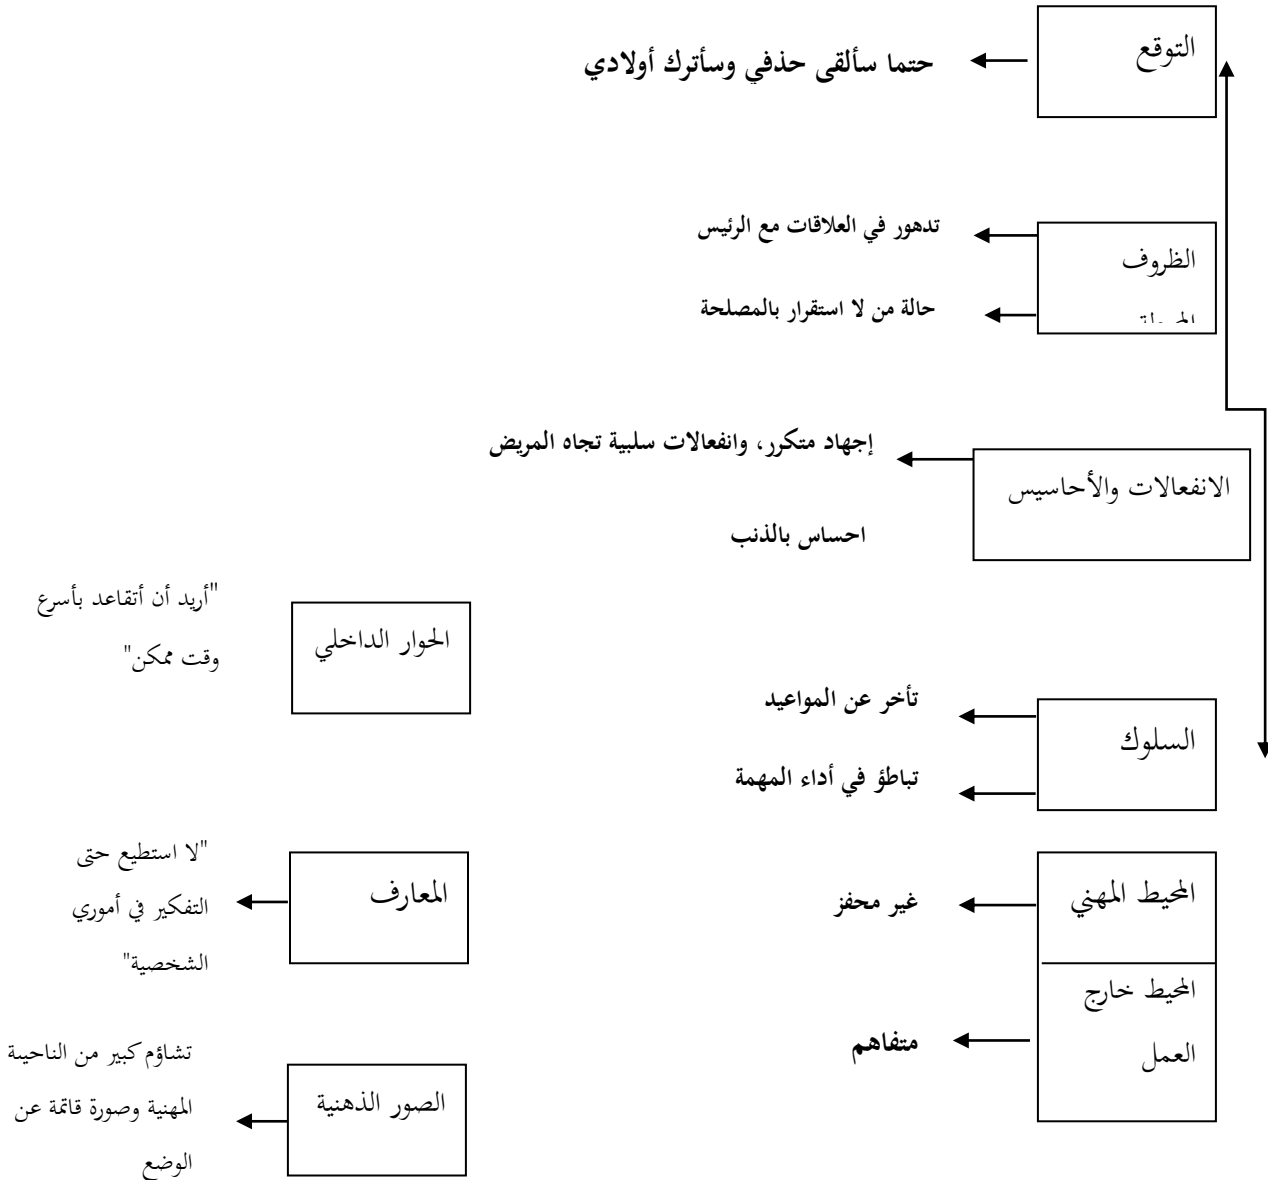 التوقع
حتما سألقى حذفي وسأترك أولادي
الظروف
تدهور في العلاقات مع الرئيس
حالة من لا استقرار بالمصلحة
الانفعالات والأحاسيس
إجهاد متكرر، وانفعالات سلبية تجاه المريض
احساس بالذنب
الحوار الداخلي
"أريد أن أتقاعد بأسرع
وقت ممكن"
السلوك
تأخر عن المواعيد
تباطؤ في أداء المهمة
المحيط المهني
غير محفز
المعارف
"لا استطيع حتى
التفكير في أموري
الشخصية"
المحيط خارج
العمل
متفاهم
الصور الذهنية
تشاؤم كبير من الناحية
المهنية وصورة قاتمة عن
الوضع